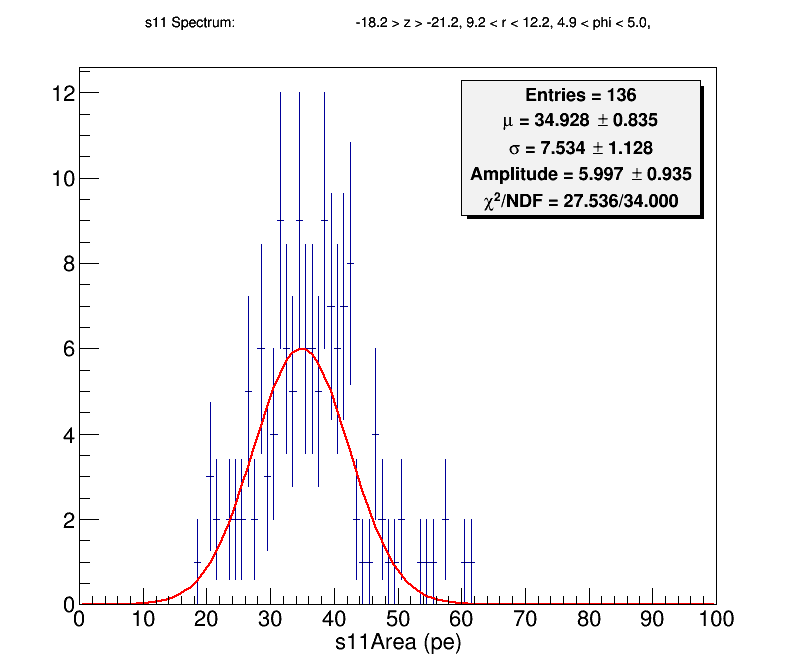 s11 Spectrum: -18.2 > z > -21.2, 9.2 < r < 12.2, 4.9 < phi < 5.0,
Entries = 136
μ = 34.928 ± 0.835
σ = 7.534 ± 1.128
Amplitude = 5.997 ± 0.935
χ²/NDF = 27.536/34.000
12
10
8
6
4
2
0
0 10 20 30 40 50 60 70 80 90 100
s11Area (pe)